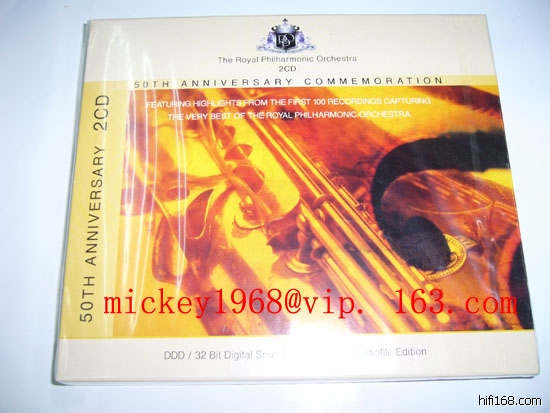 RPO
The Royal Philharmonic Orchestra
2CD
50TH ANNIVERSARY COMMEMORATION
FEATURING HIGHLIGHTS FROM THE FIRST 100 RECORDINGS CAPTURING
THE VERY BEST OF THE ROYAL PHILHARMONIC ORCHESTRA
50TH ANNIVERSARY 2CD
mickey1968@vip. 163. com
DDD / 32 Bit Digital Edition
hifi168.com